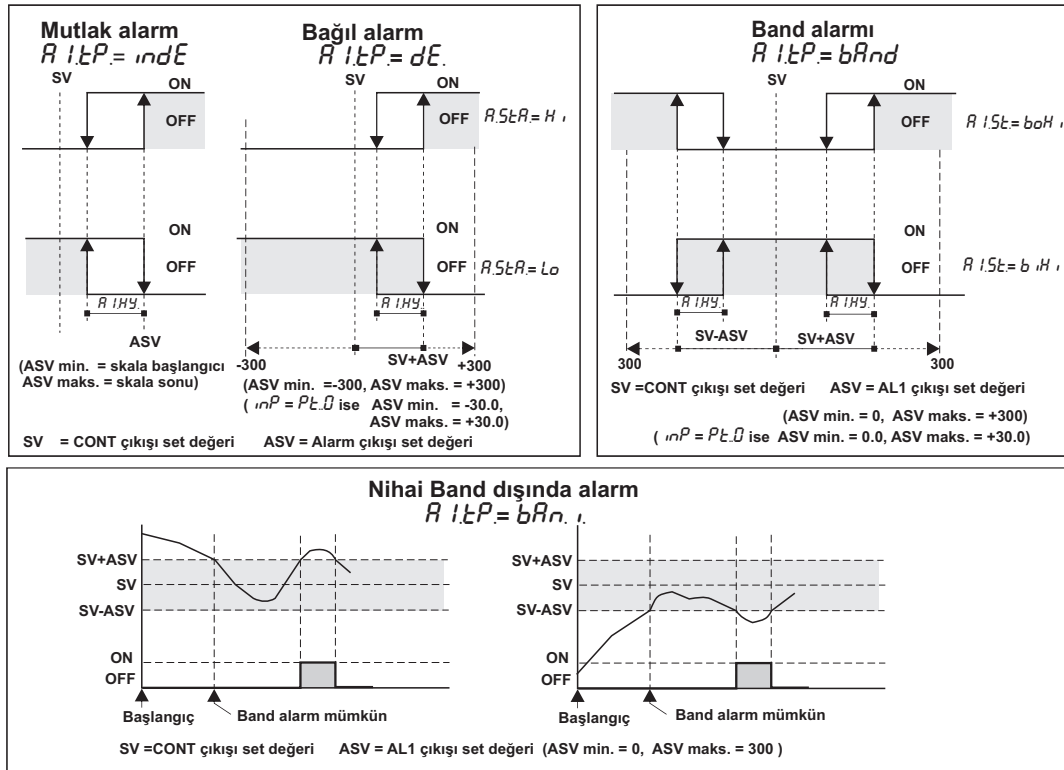 Mutlak alarm
A1.tP.= indE
SV
ON
OFF
ON
OFF
A1.HY.
ASV
(ASV min. = skala başlangıcı
ASV maks. = skala sonu)
Bağıl alarm
A1.tP.= dE.
SV
ON
OFF
A.StA.= Hi
ON
OFF
A.StA.= Lo
A1.HY.
SV+ASV
-300
+300
(ASV min. =-300, ASV maks. = +300)
( inP = Pt.0 ise ASV min. = -30.0,
ASV maks. = +30.0)
SV = CONT çıkışı set değeri ASV = Alarm çıkışı set değeri
Band alarmı
A1.tP.= bAnd
SV
ON
OFF
A1.St.= boHi
ON
OFF
A1.St.= biHi
A1.HY. A1.HY.
SV-ASV SV+ASV
300 300
SV =CONT çıkışı set değeri ASV = AL1 çıkışı set değeri
(ASV min. = 0, ASV maks. = +300)
( inP = Pt.0 ise ASV min. = 0.0, ASV maks. = +30.0)
Nihai Band dışında alarm
A1.tP.= bAn.i.
SV+ASV
SV
SV-ASV
ON
OFF
Başlangıç
Band alarm mümkün
SV+ASV
SV
SV-ASV
ON
OFF
Başlangıç
Band alarm mümkün
SV =CONT çıkışı set değeri ASV = AL1 çıkışı set değeri (ASV min. = 0, ASV maks. = 300 )